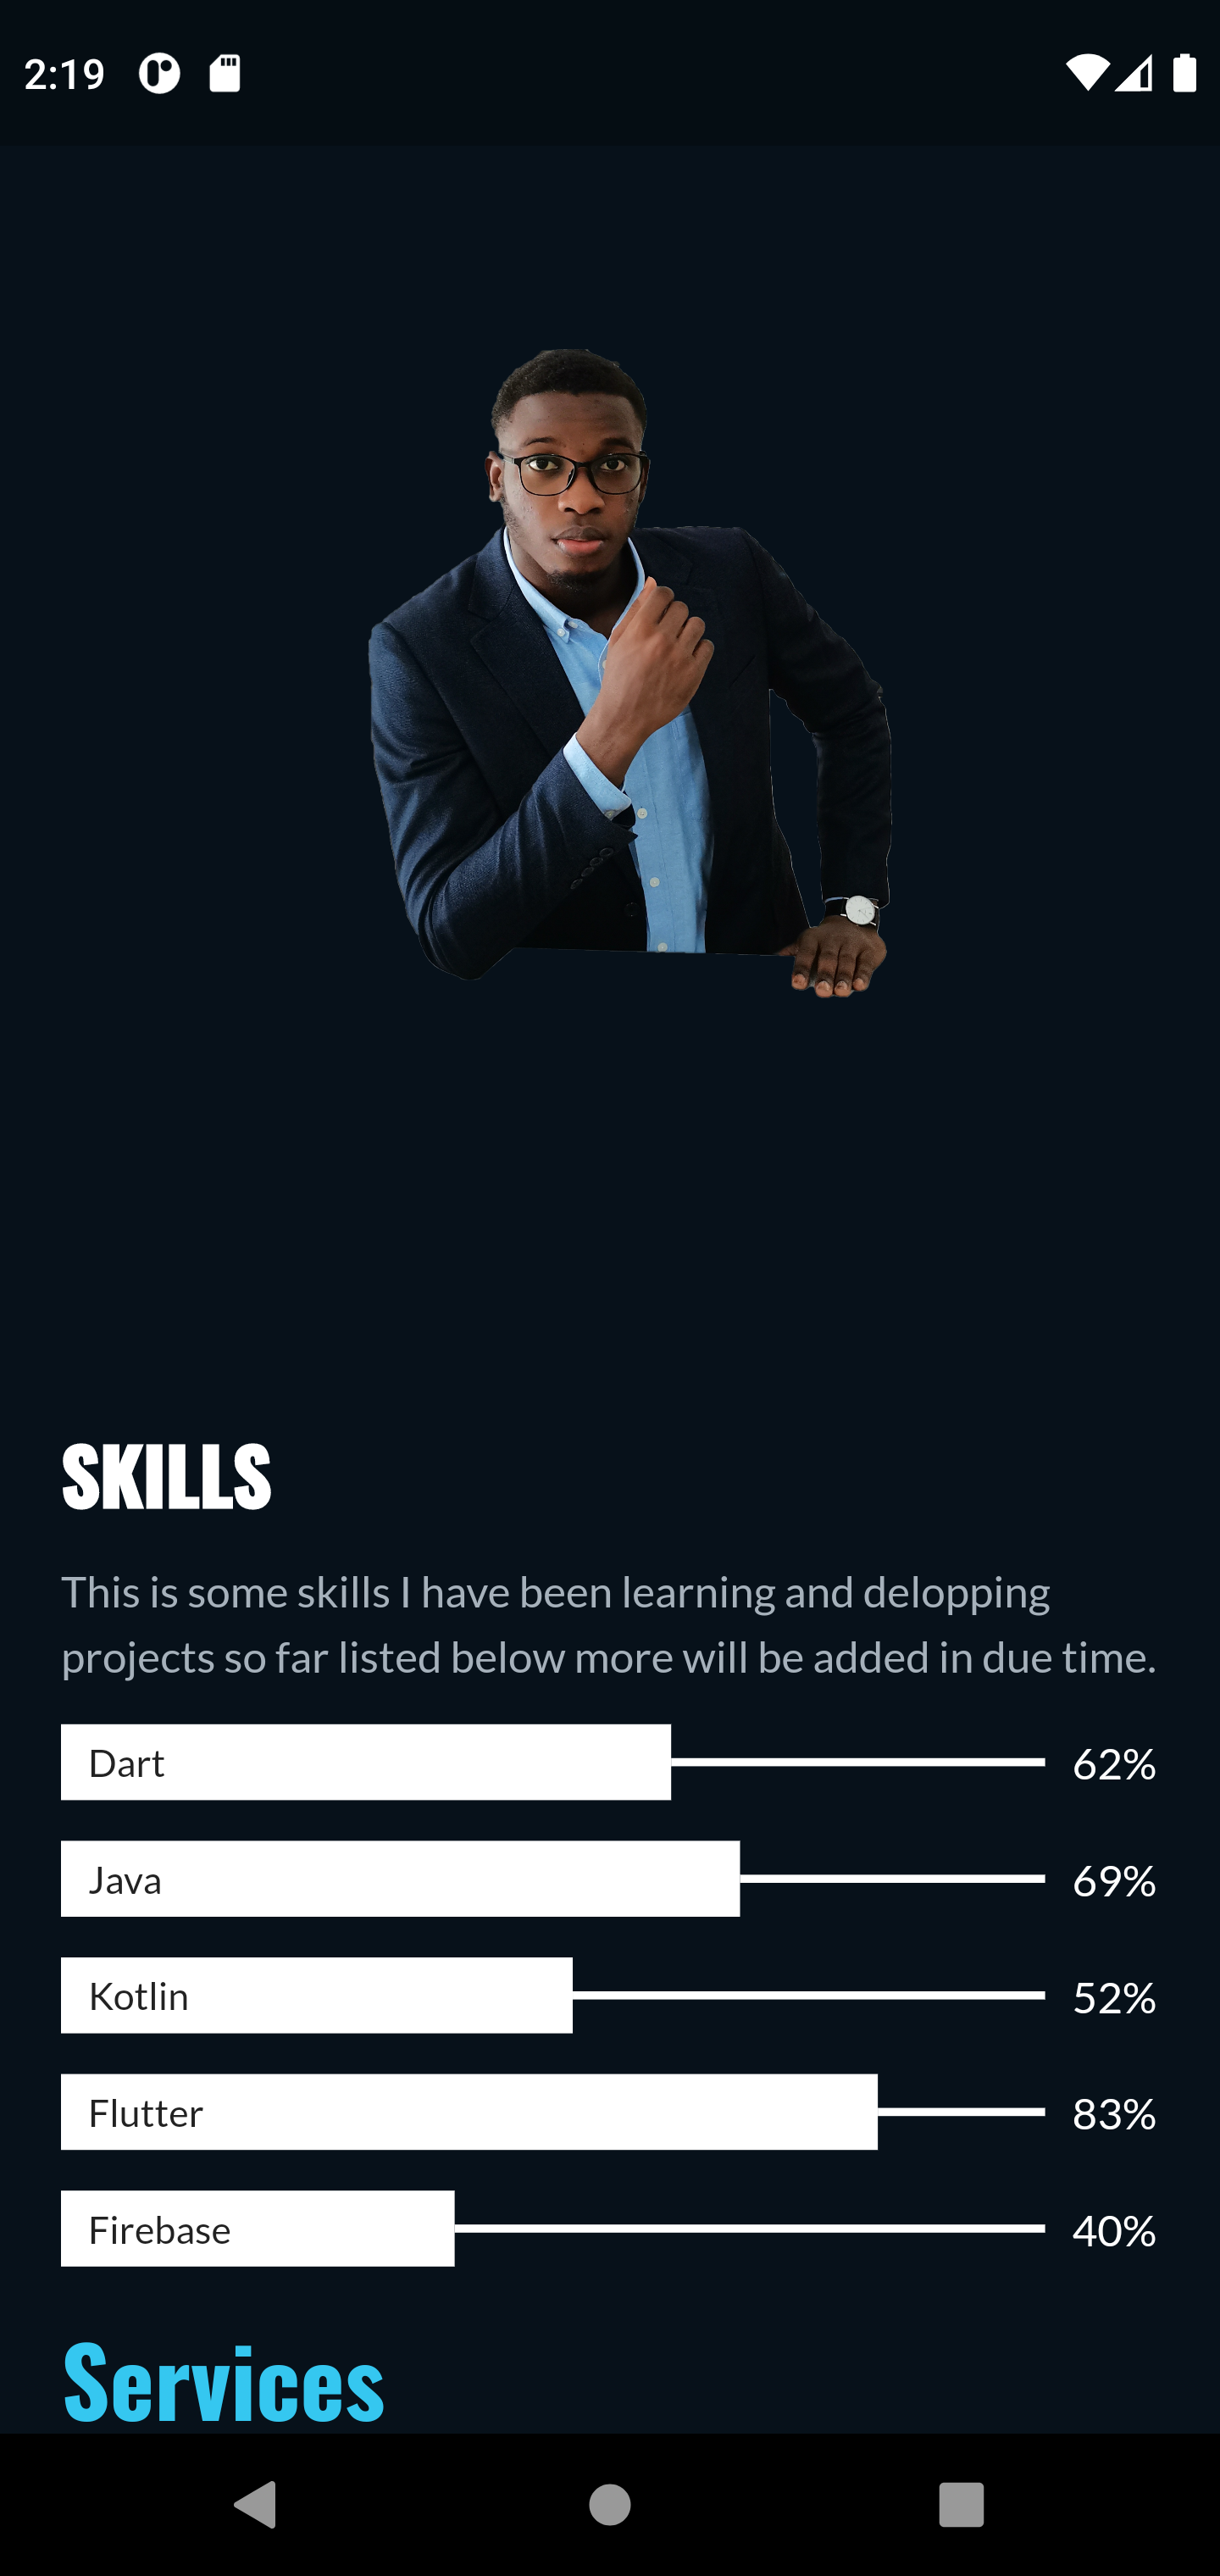 2:19
SKILLS
This is some skills I have been learning and delopping
projects so far listed below more will be added in due time.
Dart 62%
Java 69%
Kotlin 52%
Flutter 83%
Firebase 40%
Services